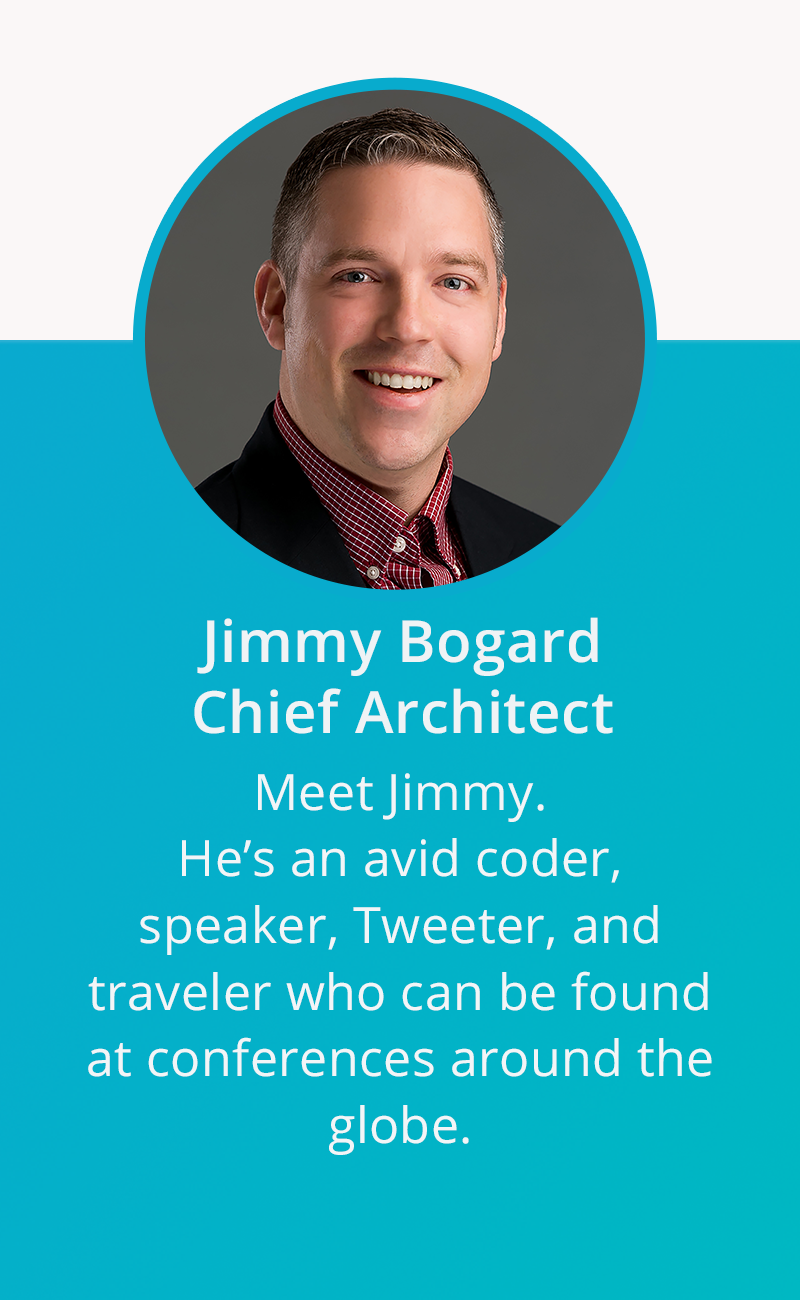 Jimmy Bogard
Chief Architect
Meet Jimmy.
He’s an avid coder,
speaker, Tweeter, and
traveler who can be found
at conferences around the
globe.